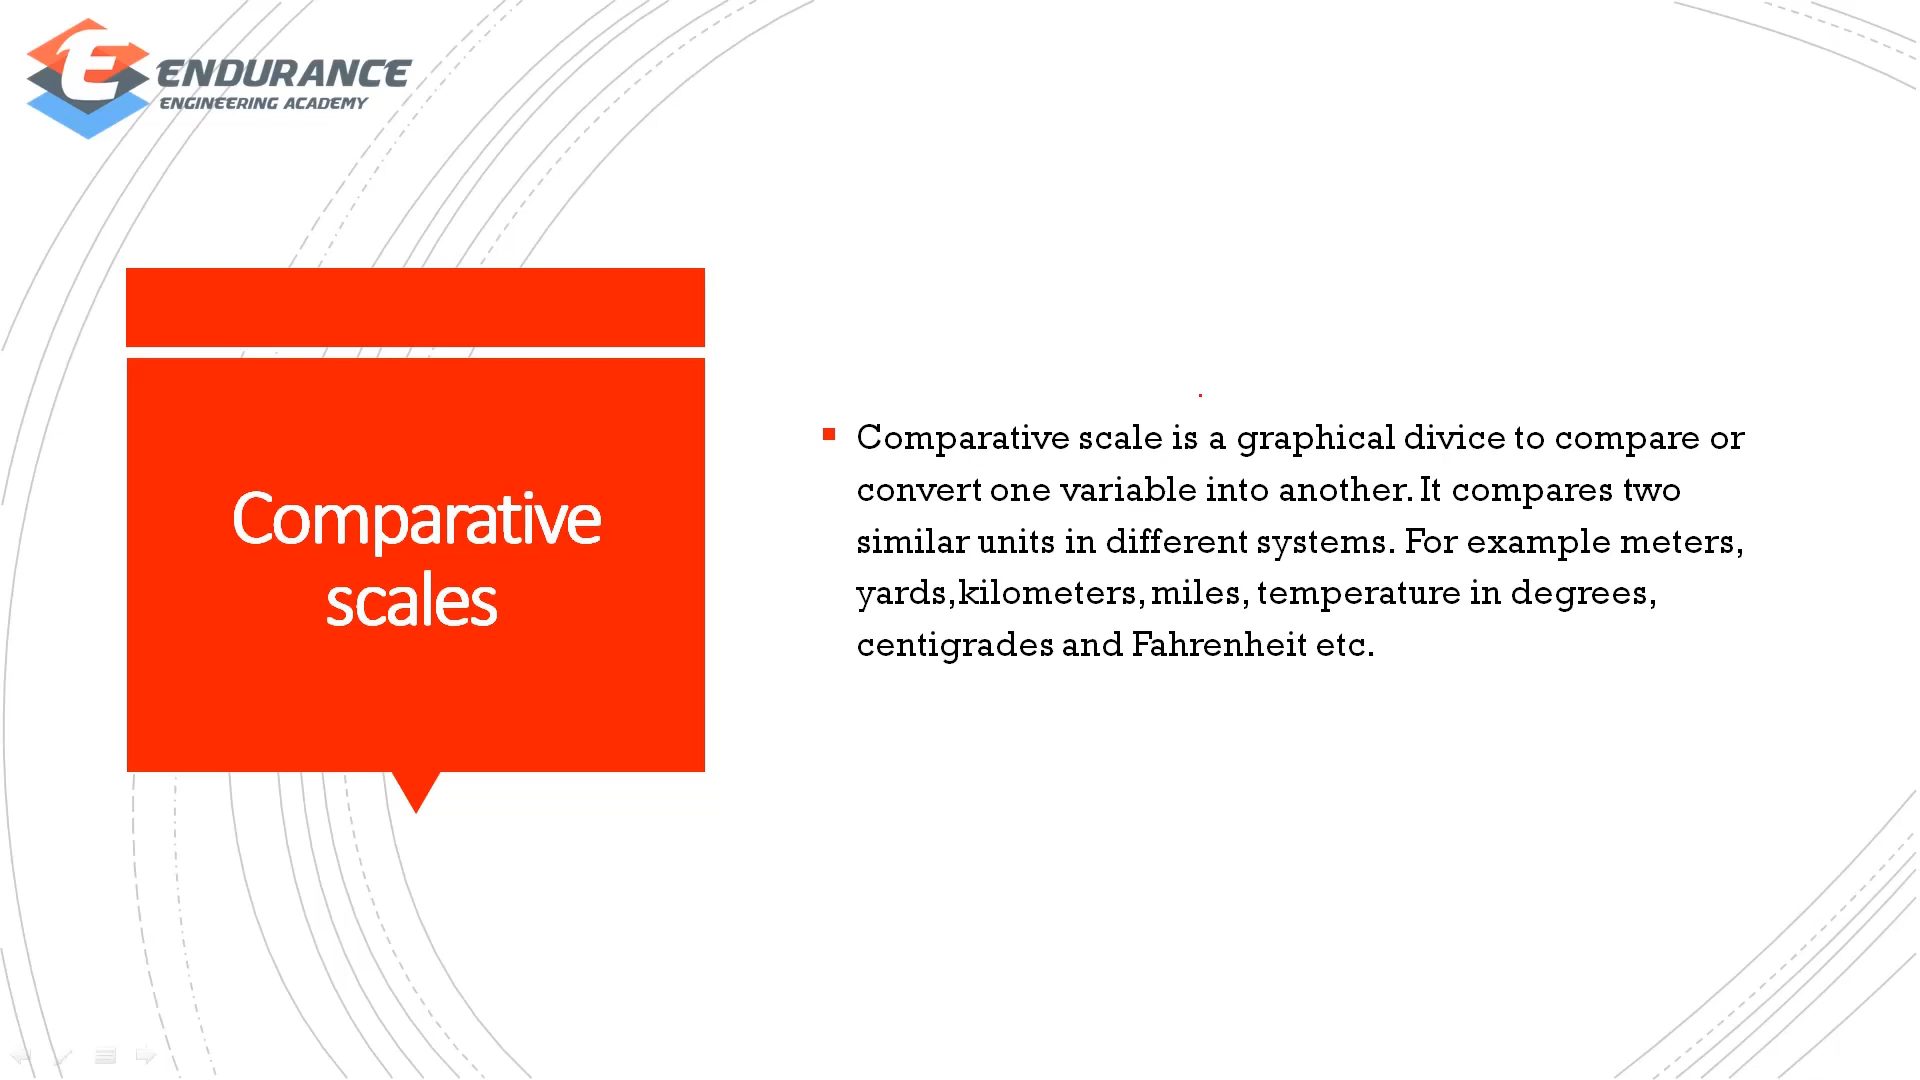 ENDURANCE
ENGINEERING ACADEMY
Comparative
scales
Comparative scale is a graphical divice to compare or
convert one variable into another. It compares two
similar units in different systems. For example meters,
yards,kilometers, miles, temperature in degrees,
centigrades and Fahrenheit etc.